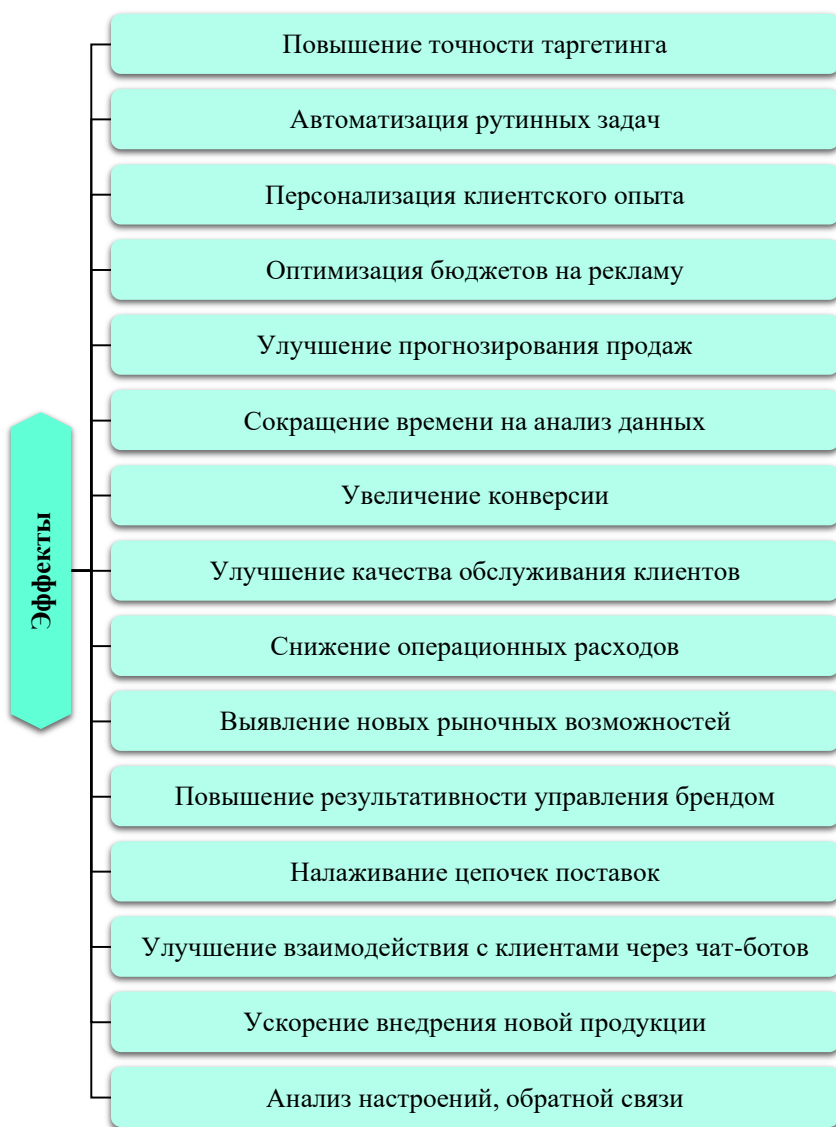 Эффекты
Повышение точности таргетинга
Автоматизация рутинных задач
Персонализация клиентского опыта
Оптимизация бюджетов на рекламу
Улучшение прогнозирования продаж
Сокращение времени на анализ данных
Увеличение конверсии
Улучшение качества обслуживания клиентов
Снижение операционных расходов
Выявление новых рыночных возможностей
Повышение результативности управления брендом
Налаживание цепочек поставок
Улучшение взаимодействия с клиентами через чат-ботов
Ускорение внедрения новой продукции
Анализ настроений, обратной связи